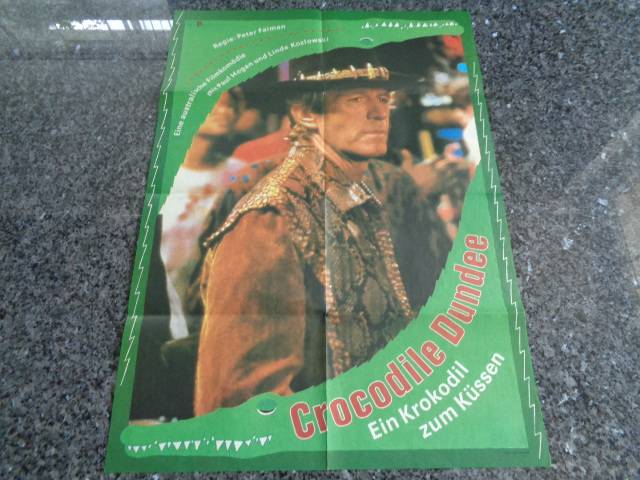 Regie: Peter Faiman
Eine australische Filmkomödie
mit Paul Hogan und Linda Kozlowski
Crocodile Dundee
Ein Krokodil
zum Küssen